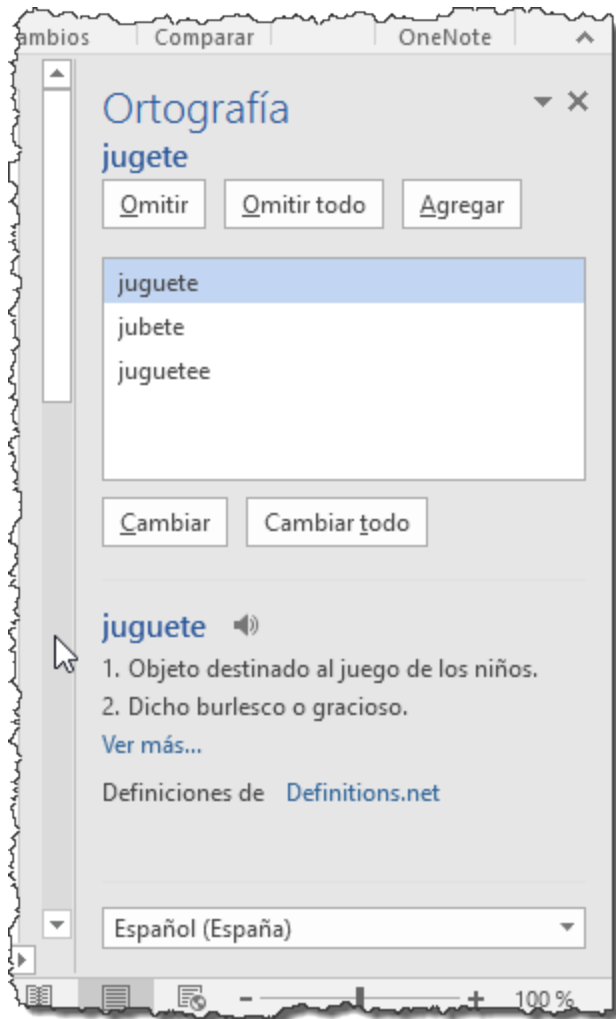 ambios Comparar OneNote
Ortografía
jugete
Omitir Omitir todo Agregar
juguete
jubete
juguetee
Cambiar Cambiar todo
juguete
1. Objeto destinado al juego de los niños.
2. Dicho burlesco o gracioso.
Ver más...
Definiciones de Definitions.net
Español (España)
100 %